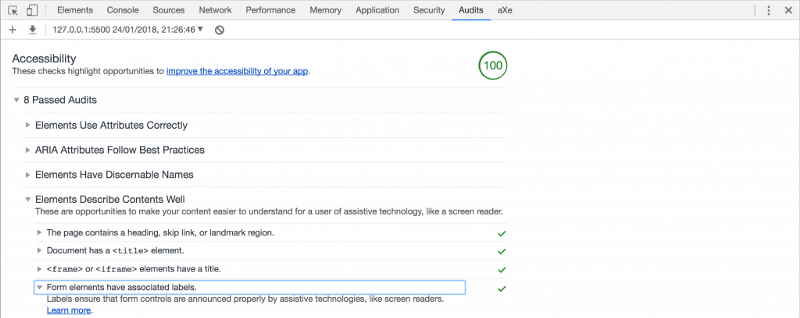 Elements Console Sources Network Performance Memory Application Security Audits aXe
127.0.0.1:5500 24/01/2018, 21:26:46
Accessibility
These checks highlight opportunities to improve the accessibility of your app.
100
8 Passed Audits
Elements Use Attributes Correctly
ARIA Attributes Follow Best Practices
Elements Have Discernable Names
Elements Describe Contents Well
These are opportunities to make your content easier to understand for a user of assistive technology, like a screen reader.
The page contains a heading, skip link, or landmark region.
Document has a <title> element.
<frame> or <iframe> elements have a title.
Form elements have associated labels.
Labels ensure that form controls are announced properly by assistive technologies, like screen readers.
Learn more.